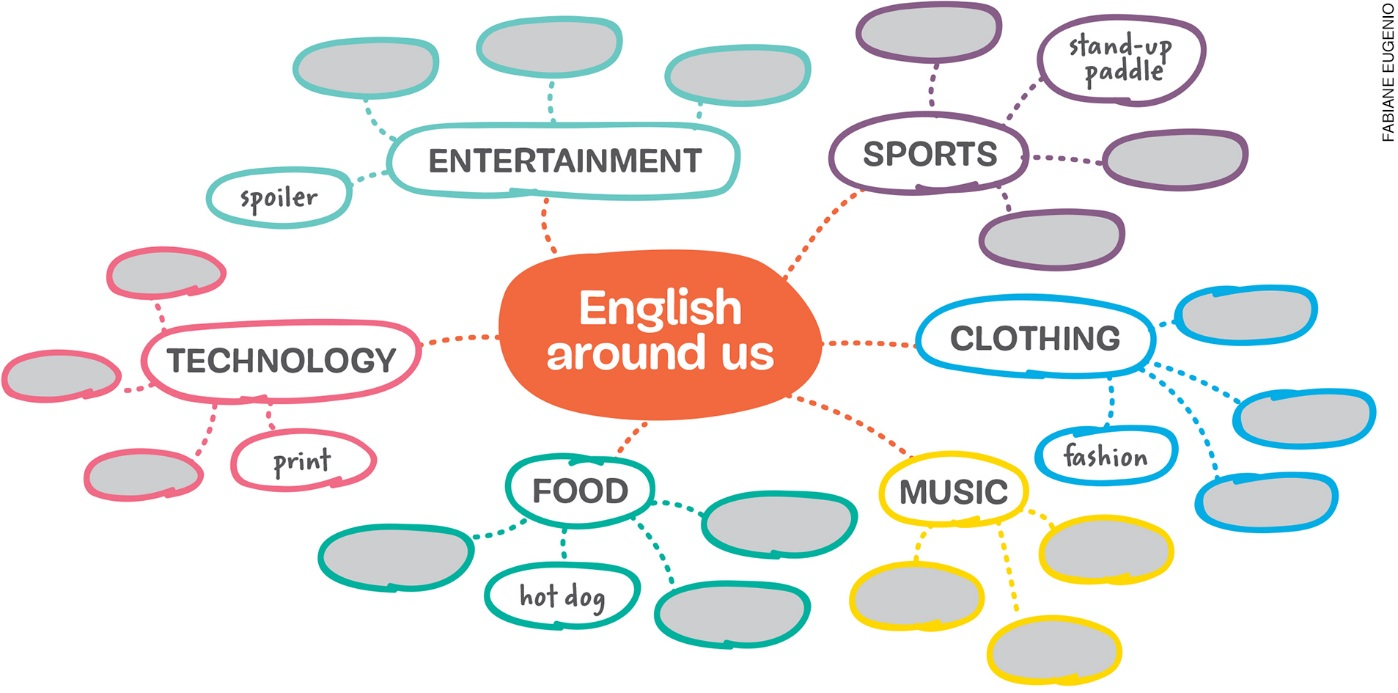 FABIANE EUGENIO
stand-up
paddle
SPORTS
ENTERTAINMENT
spoiler
English
around us
CLOTHING
TECHNOLOGY
fashion
print
FOOD
MUSIC
hot dog